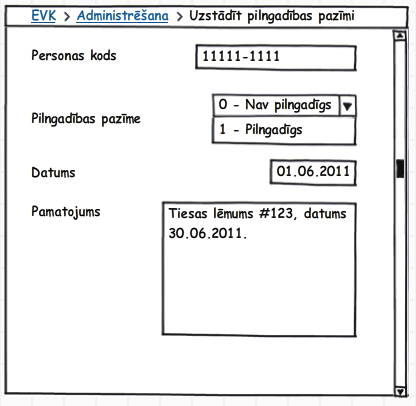 EVK > Administrēšana > Uzstādīt pilngadības pazīmi
Personas kods 11111-1111
0 - Nav pilngadīgs
Pilngadības pazīme
1 - Pilngadīgs
Datums 01.06.2011
Pamatojums Tiesas lēmums #123, datums
30.06.2011.